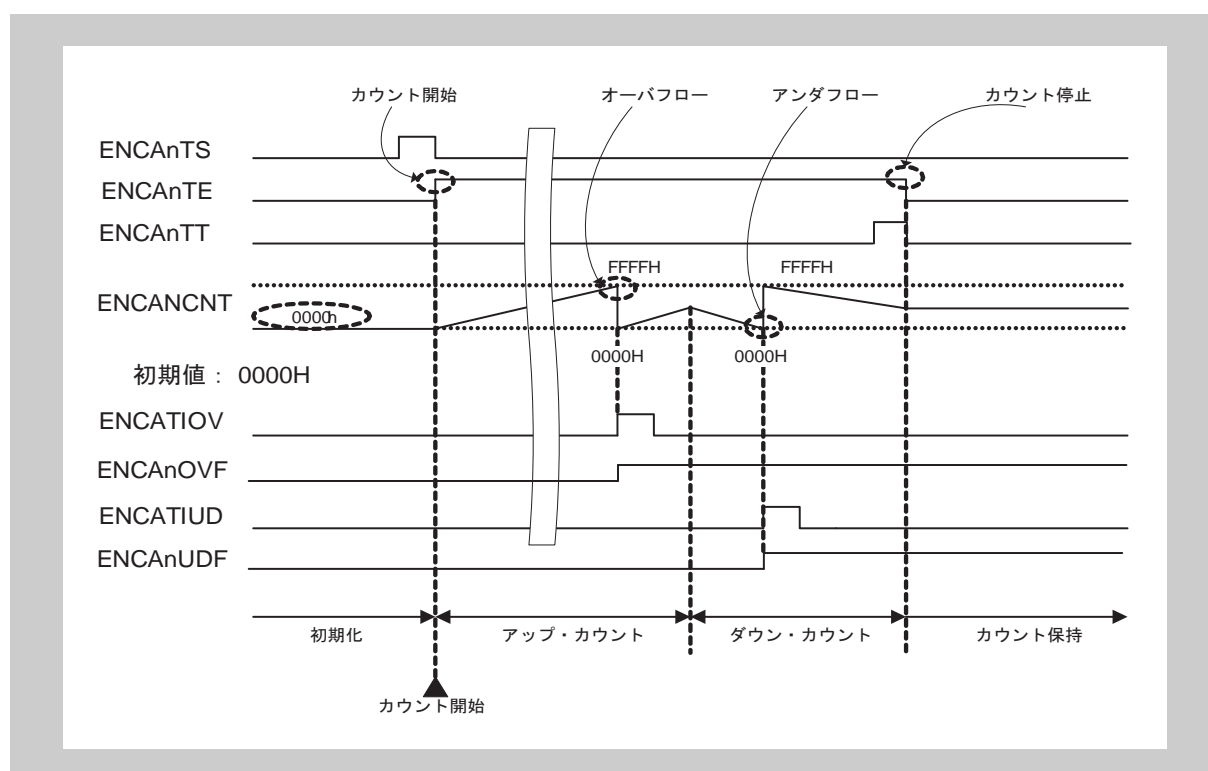 カウント開始 オーバフロー アンダフロー カウント停止
ENCAnTS
ENCAnTE
ENCAnTT
FFFFH FFFFH
ENCANCNT
0000h
0000H 0000H
初期値： 0000H
ENCATIOV
ENCAnOVF
ENCATIUD
ENCAnUDF
初期化 アップ・カウント ダウン・カウント カウント保持
カウント開始